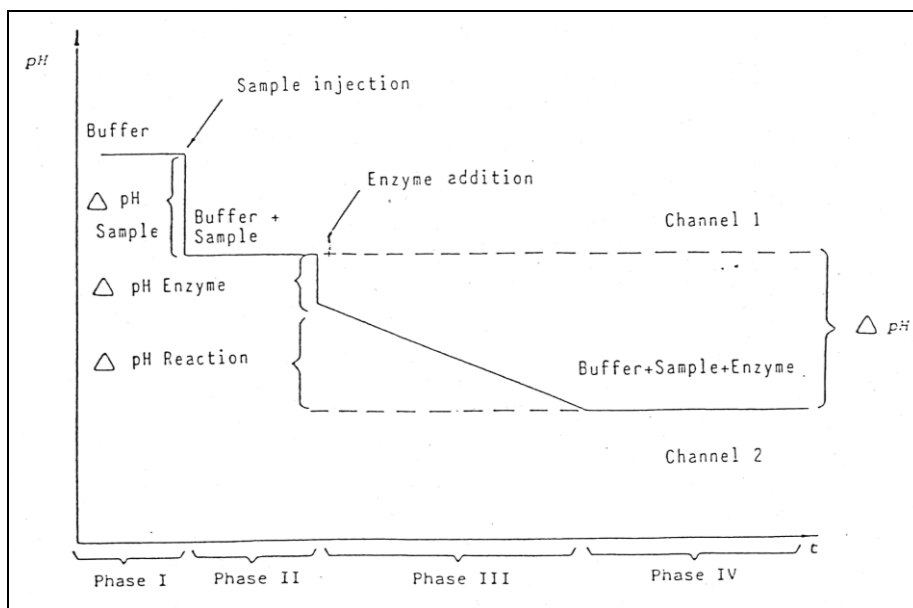 pH
Sample injection
Buffer
Enzyme addition
△ pH
Sample
Buffer +
Sample
Channel 1
△ pH Enzyme
△ pH
△ pH Reaction
Buffer+Sample+Enzyme
Channel 2
t
Phase I
Phase II
Phase III
Phase IV